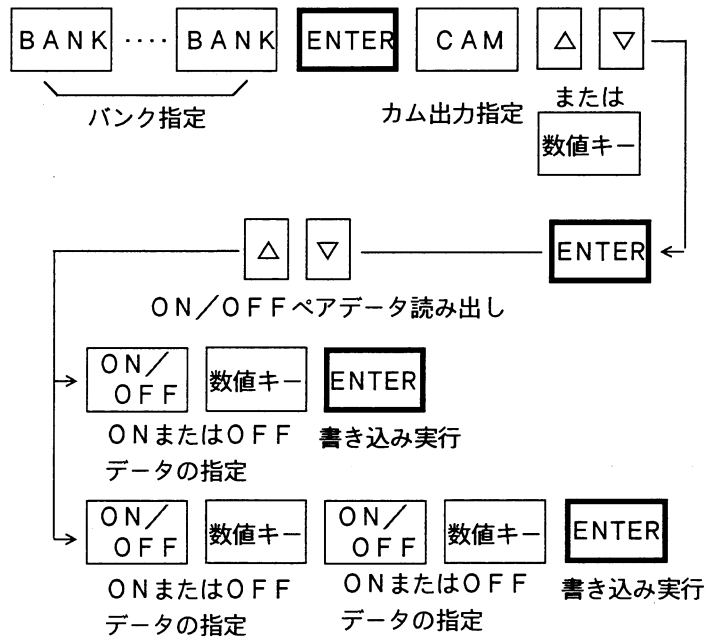 BANK ‥‥ BANK ENTER CAM △ ▽
バンク指定 カム出力指定 または
数値キー
△ ▽ ENTER
ON／OFFペアデータ読み出し
ON／
OFF 数値キー ENTER
ONまたはOFF 書き込み実行
データの指定
ON／ ON／
OFF 数値キー OFF 数値キー ENTER
ONまたはOFF ONまたはOFF 書き込み実行
データの指定 データの指定